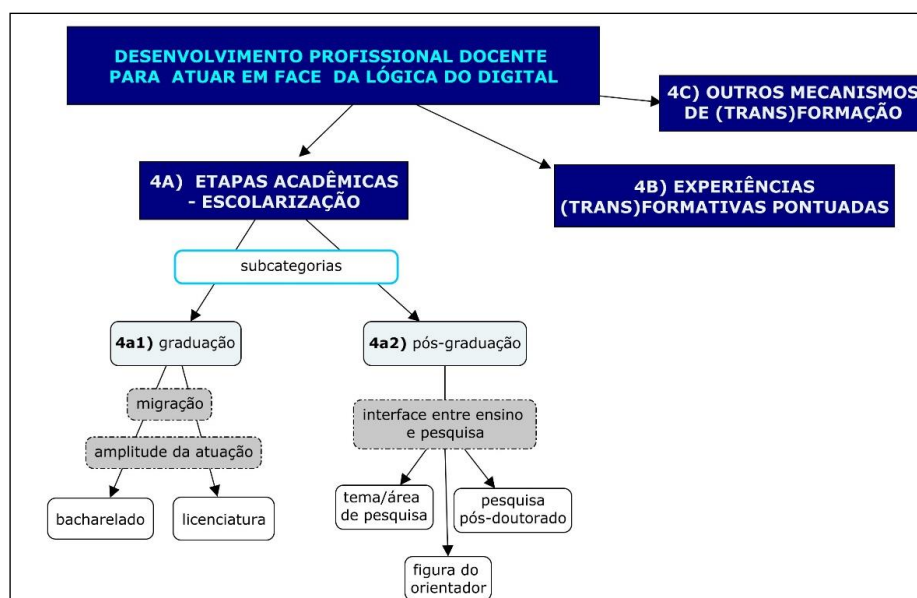 DESENVOLVIMENTO PROFISSIONAL DOCENTE
PARA ATUAR EM FACE DA LÓGICA DO DIGITAL
4C) OUTROS MECANISMOS
DE (TRANS)FORMAÇÃO
4A) ETAPAS ACADÊMICAS
- ESCOLARIZAÇÃO
4B) EXPERIÊNCIAS
(TRANS)FORMATIVAS PONTUADAS
subcategorias
4a1) graduação
4a2) pós-graduação
migração
interface entre ensino
e pesquisa
amplitude da atuação
bacharelado
licenciatura
tema/área
de pesquisa
pesquisa
pós-doutorado
figura do
orientador